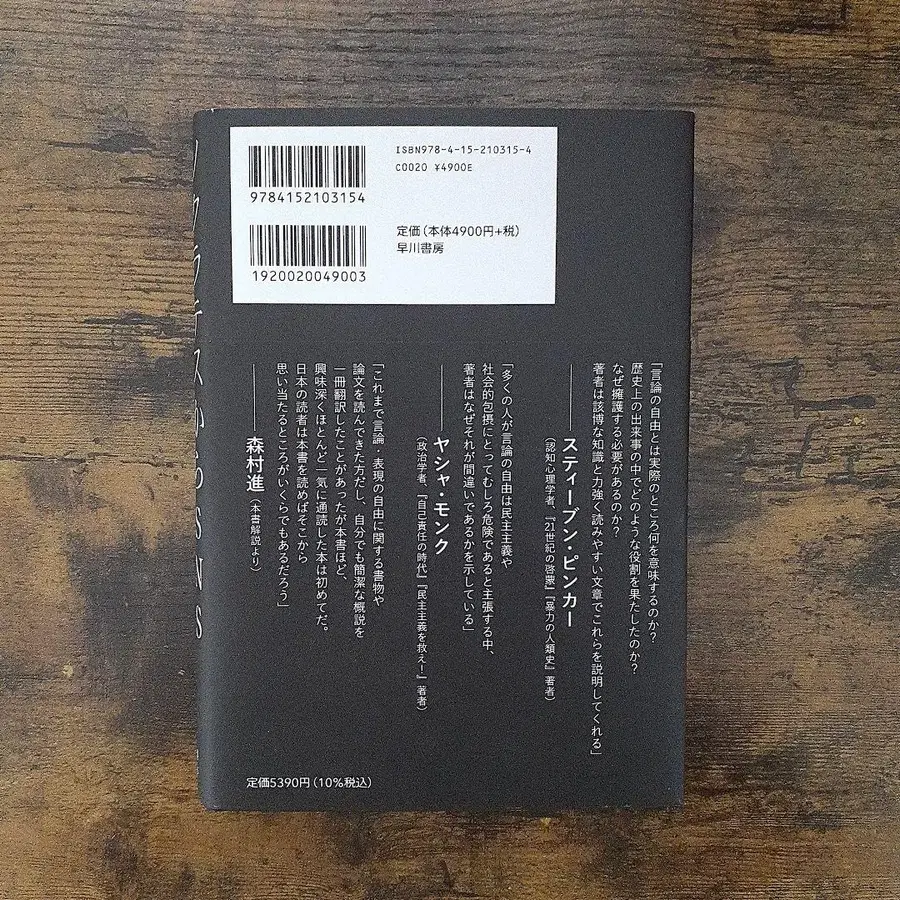 9784152103154
1920020049003
ISBN978-4-15-210315-4
C0020 ¥4900E
定価(本体4900円+税)
早川書房
「言論の自由とは実際のところ何を意味するのか?
歴史上の出来事の中でどのような役割を果たしたのか?
なぜ擁護する必要があるのか?
著者は該博な知識と力強く読みやすい文章でこれらを説明してくれる」
――スティーブン・ピンカー
(認知心理学者、『21世紀の啓蒙』『暴力の人類史』著者)
「多くの人が言論の自由は民主主義や
社会的包摂にとってむしろ危険であると主張する中、
著者はなぜそれが間違いであるかを示している」
――ヤシャ・モンク
(政治学者、『自己責任の時代』『民主主義を救え!』著者)
「これまで言論・表現の自由に関する書物や
論文を読んできた方だし、自分でも簡潔な概説を
一冊翻訳したことがあったが本書ほど、
興味深くほとんど一気に通読した本は初めてだ。
日本の読者は本書を読めばそこから
思い当たるところがいくらでもあるだろう」
――森村進(本書解説より)
定価5390円(10%税込)
からSNS